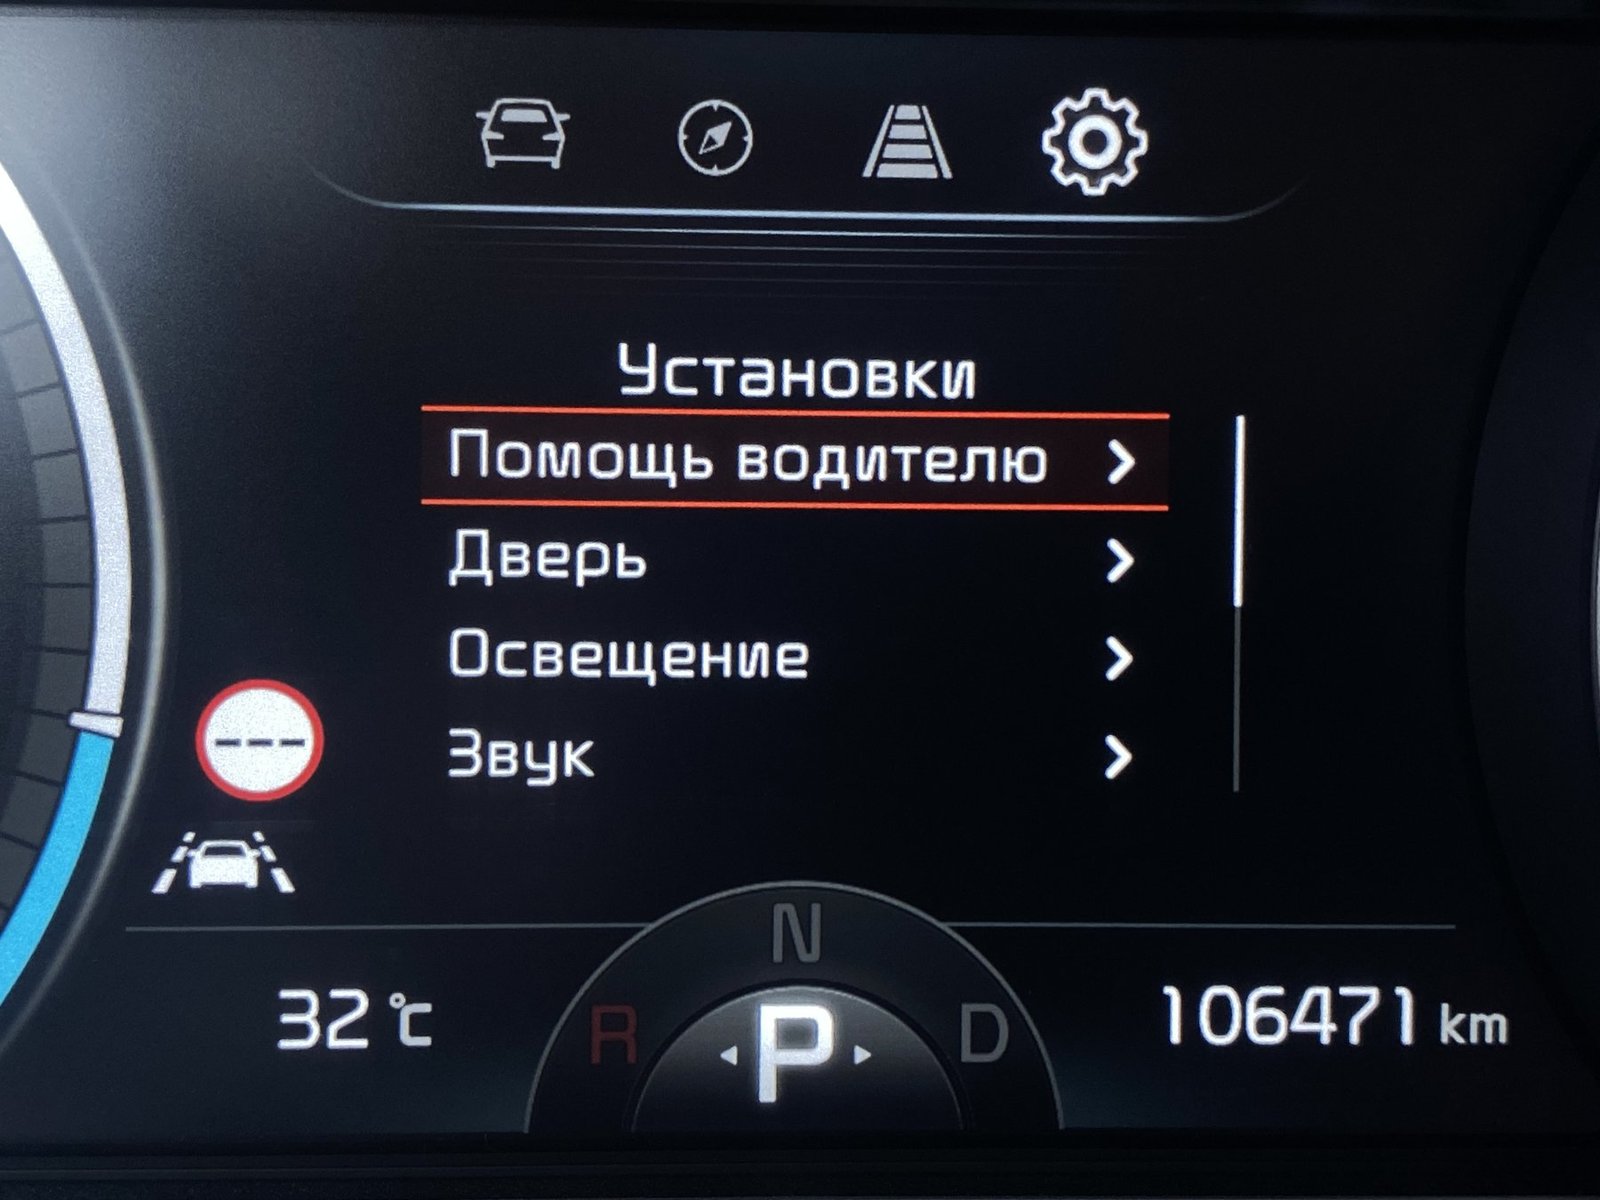 Установки
Помощь водителю
Дверь
Освещение
Звук
---
N
R P D
32 °C
106471 km